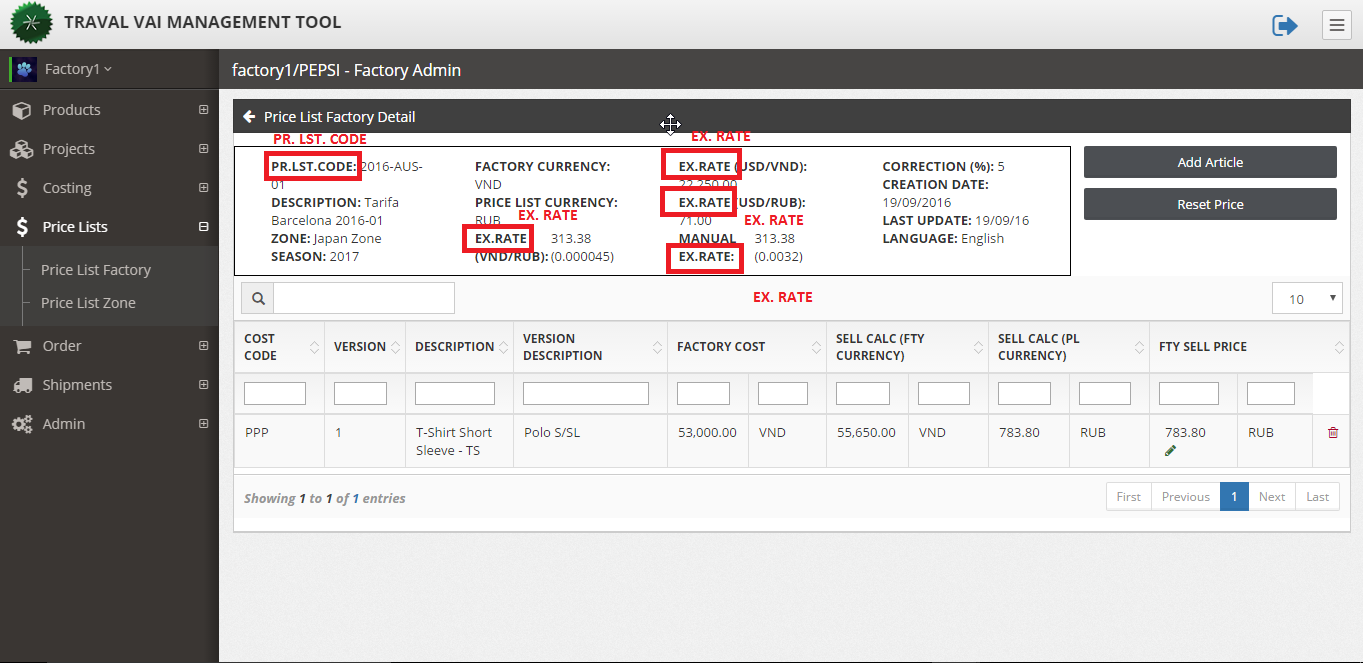 TRAVAL VAI MANAGEMENT TOOL
Factory1
factory1/PEPSI - Factory Admin
Products
Projects
Costing
Price Lists
Price List Factory
Price List Zone
Order
Shipments
Admin
Price List Factory Detail
PR. LST. CODE
EX. RATE
PR.LST.CODE: 2016-AUS-
01
DESCRIPTION: Tarifa
Barcelona 2016-01
ZONE: Japan Zone
SEASON: 2017
FACTORY CURRENCY:
VND
PRICE LIST CURRENCY:
RUB
EX. RATE
EX.RATE 313.38
(VND/RUB): (0.000045)
EX.RATE (USD/VND):
22,250.00
EX.RATE (USD/RUB):
71.00
EX. RATE
MANUAL 313.38
EX.RATE: (0.0032)
CORRECTION (%): 5
CREATION DATE:
19/09/2016
LAST UPDATE: 19/09/16
LANGUAGE: English
Add Article
Reset Price
EX. RATE
10
COST
CODE
VERSION
DESCRIPTION
VERSION
DESCRIPTION
FACTORY COST
SELL CALC (FTY
CURRENCY)
SELL CALC (PL
CURRENCY)
FTY SELL PRICE
PPP
1
T-Shirt Short
Sleeve - TS
Polo S/SL
53,000.00
VND
55,650.00
VND
783.80
RUB
783.80
RUB
Showing 1 to 1 of 1 entries
First
Previous
1
Next
Last